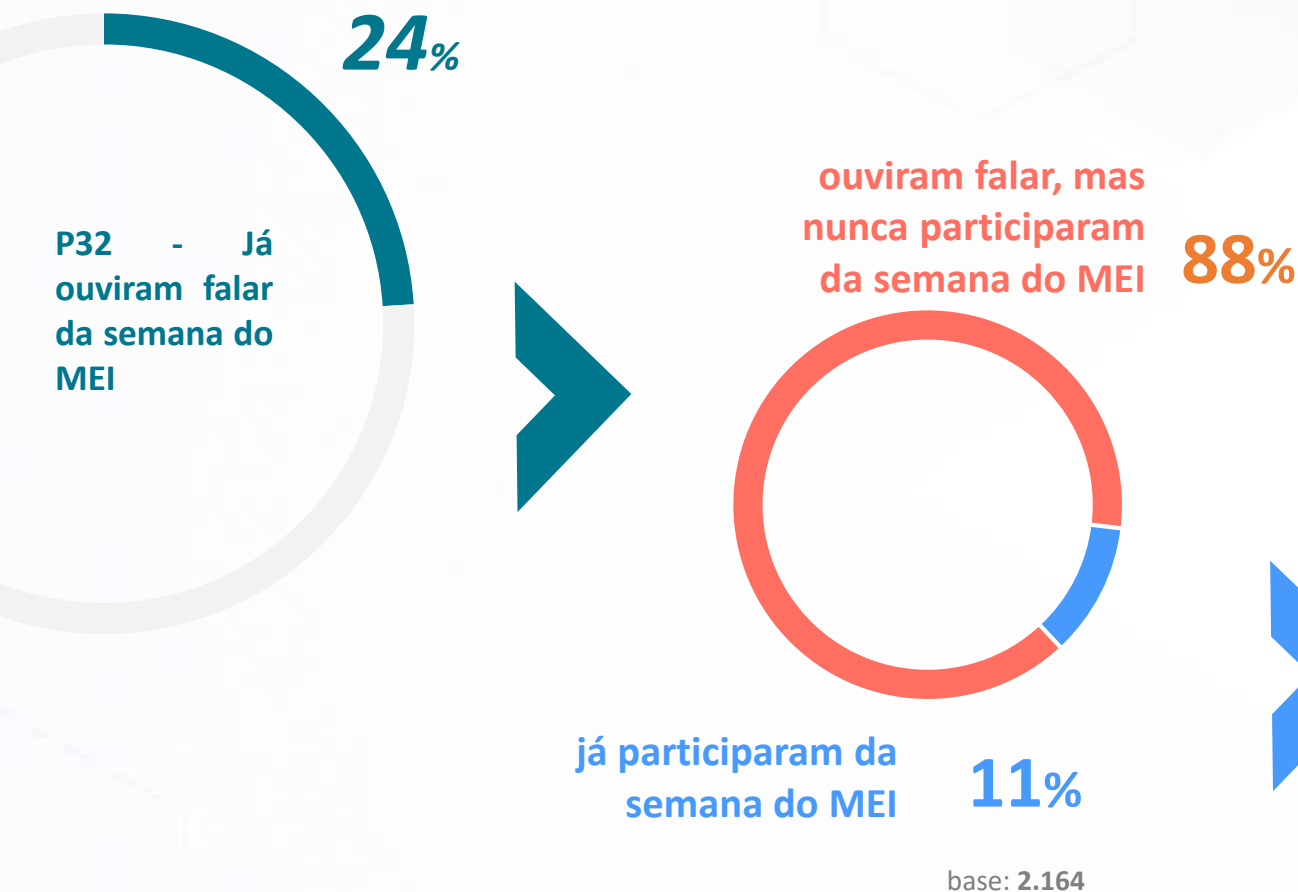 24%
P32 - Já
ouviram falar
da semana do
MEI
ouviram falar, mas
nunca participaram
da semana do MEI
88%
já participaram da
semana do MEI
11%
base: 2.164